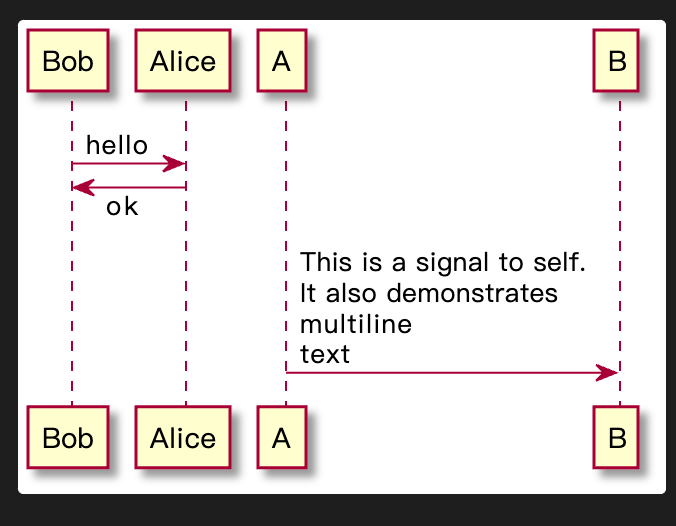 Bob Alice A B
hello
ok
This is a signal to self.
It also demonstrates
multiline
text
Bob Alice A B